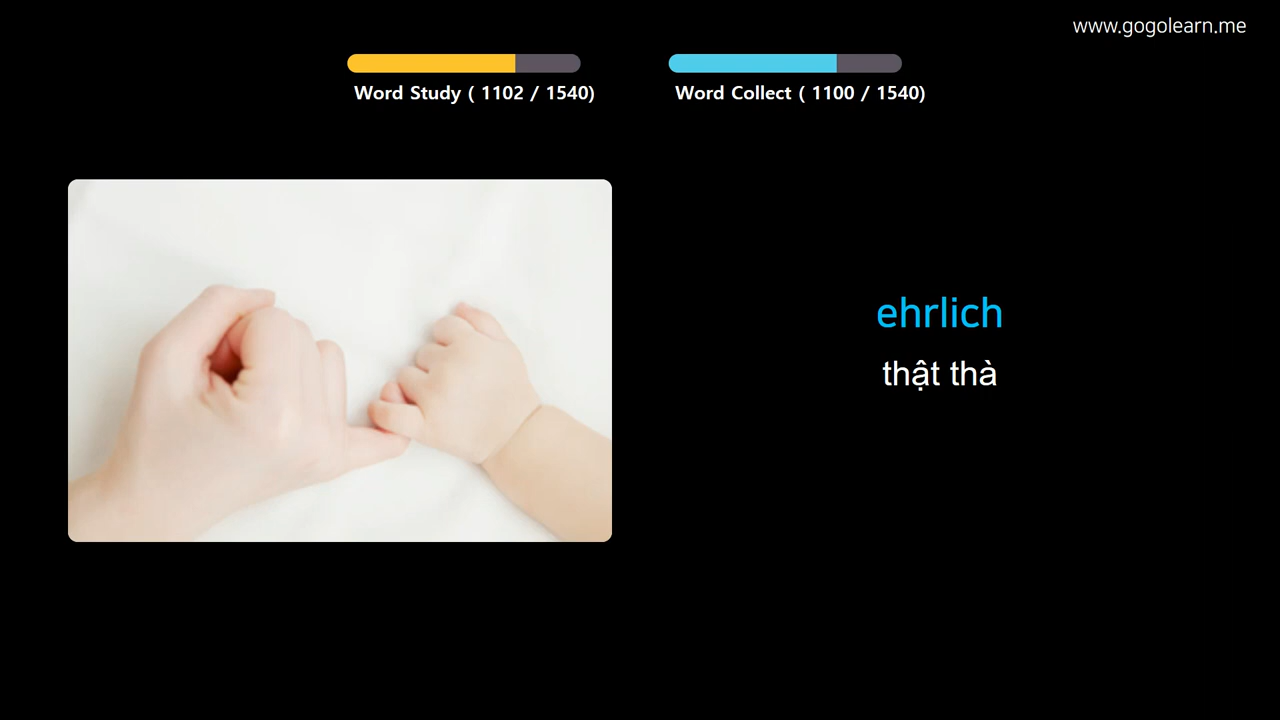 www.gogolearn.me
Word Study ( 1102 / 1540)
Word Collect ( 1100 / 1540)
ehrlich
thật thà